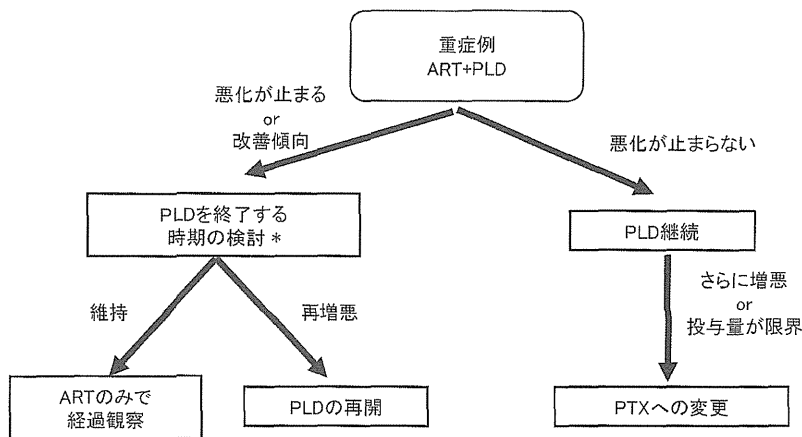 重症例
ART+PLD
悪化が止まる
or
改善傾向
悪化が止まらない
PLDを終了する
時期の検討＊
PLD継続
維持
再増悪
さらに増悪
or
投与量が限界
ARTのみで
経過観察
PLDの再開
PTXへの変更